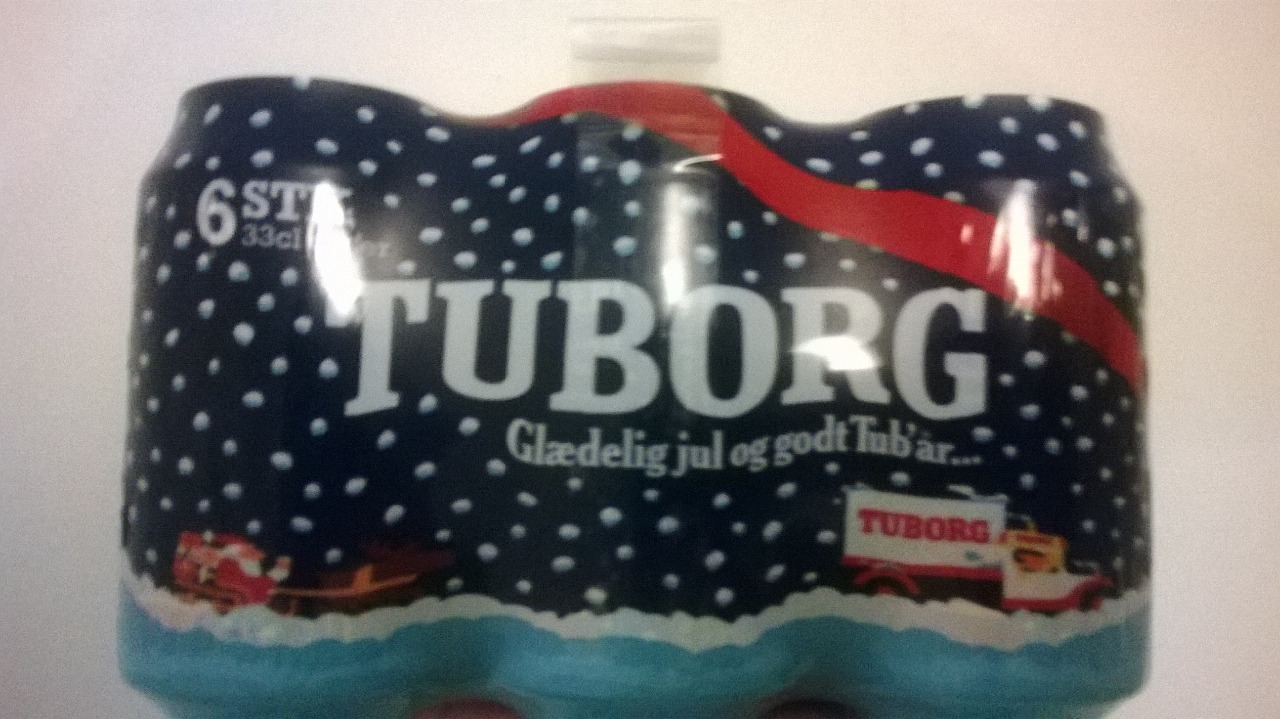 6 STK
33cl
TUBORG
Glædelig jul og godt Tub'år...
TUBORG